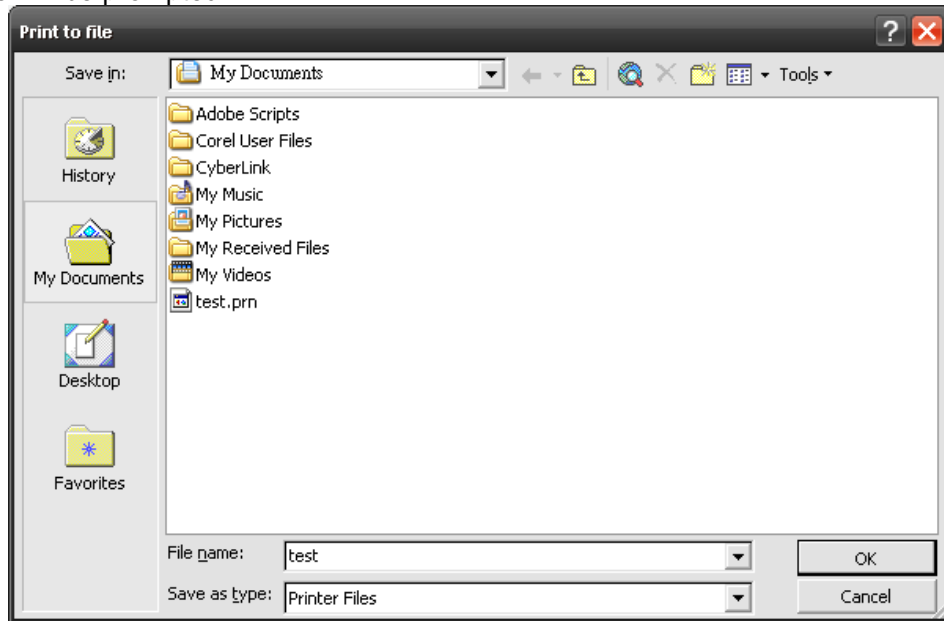 Print to file
Save in: My Documents Tools
Adobe Scripts
Corel User Files
CyberLink
My Music
My Pictures
My Received Files
My Videos
test.prn
History
My Documents
Desktop
Favorites
File name: test OK
Save as type: Printer Files Cancel